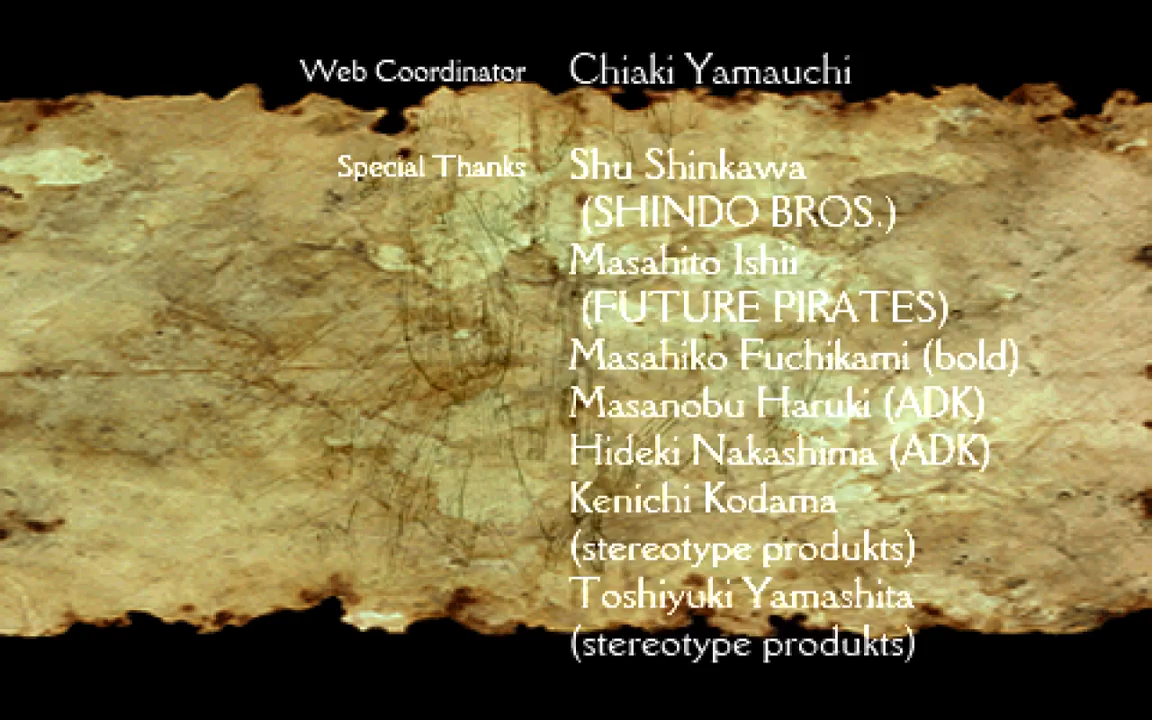 Web Coordinator Chiaki Yamauchi
Special Thanks Shu Shinkawa
(SHINDO BROS.)
Masahito Ishii
(FUTURE PIRATES)
Masahiko Fuchikami (bold)
Masanobu Haruki (ADK)
Hideki Nakashima (ADK)
Kenichi Kodama
(stereotype produkts)
Toshiyuki Yamashita
(stereotype produkts)